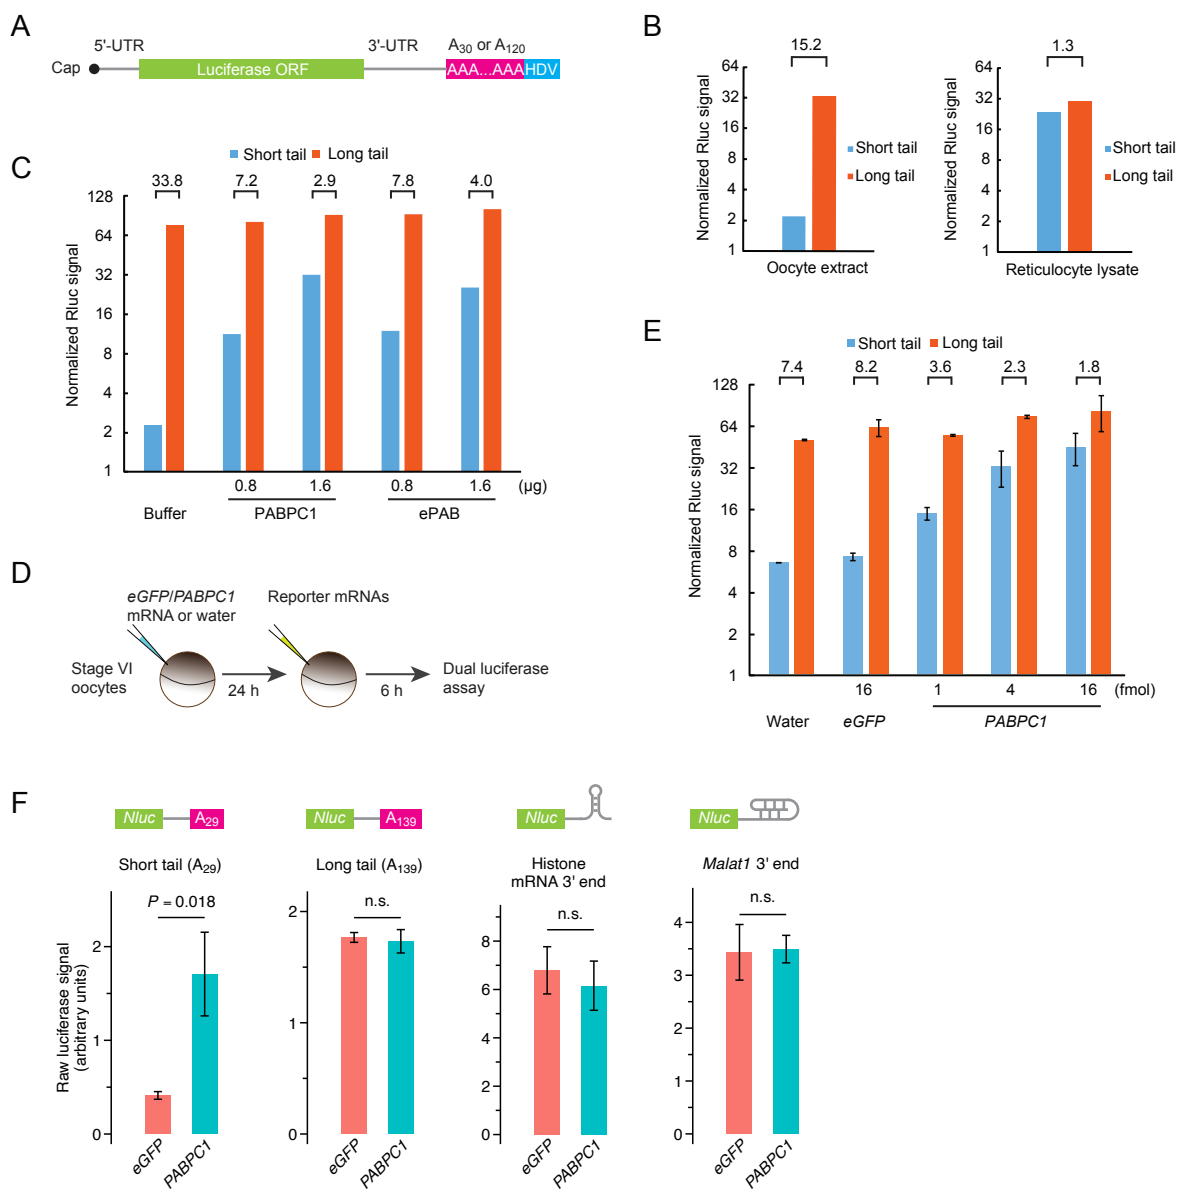 A
5'-UTR
3'-UTR
A30 or A120
Cap
Luciferase ORF
AAA...AAA
HDV
B
15.2
64
32
16
8
4
2
1
Normalized Rluc signal
Short tail
Long tail
Oocyte extract
1.3
64
32
16
8
4
2
1
Normalized Rluc signal
Short tail
Long tail
Reticulocyte lysate
C
Short tail
Long tail
33.8
7.2
2.9
7.8
4.0
128
64
32
16
8
4
2
1
Normalized Rluc signal
0.8
1.6
0.8
1.6
(µg)
Buffer
PABPC1
ePAB
D
eGFP/PABPC1
mRNA or water
Reporter mRNAs
Stage VI
oocytes
24 h
6 h
Dual luciferase
assay
E
Short tail
Long tail
7.4
8.2
3.6
2.3
1.8
128
64
32
16
8
4
2
1
Normalized Rluc signal
16
1
4
16
(fmol)
Water
eGFP
PABPC1
F
Nluc
A29
Short tail (A29)
P = 0.018
2
1
0
Raw luciferase signal
(arbitrary units)
eGFP
PABPC1
Nluc
A139
Long tail (A139)
n.s.
2
1
0
eGFP
PABPC1
Nluc
Histone
mRNA 3' end
n.s.
8
6
4
2
0
eGFP
PABPC1
Nluc
Malat1 3' end
n.s.
4
3
2
1
0
eGFP
PABPC1